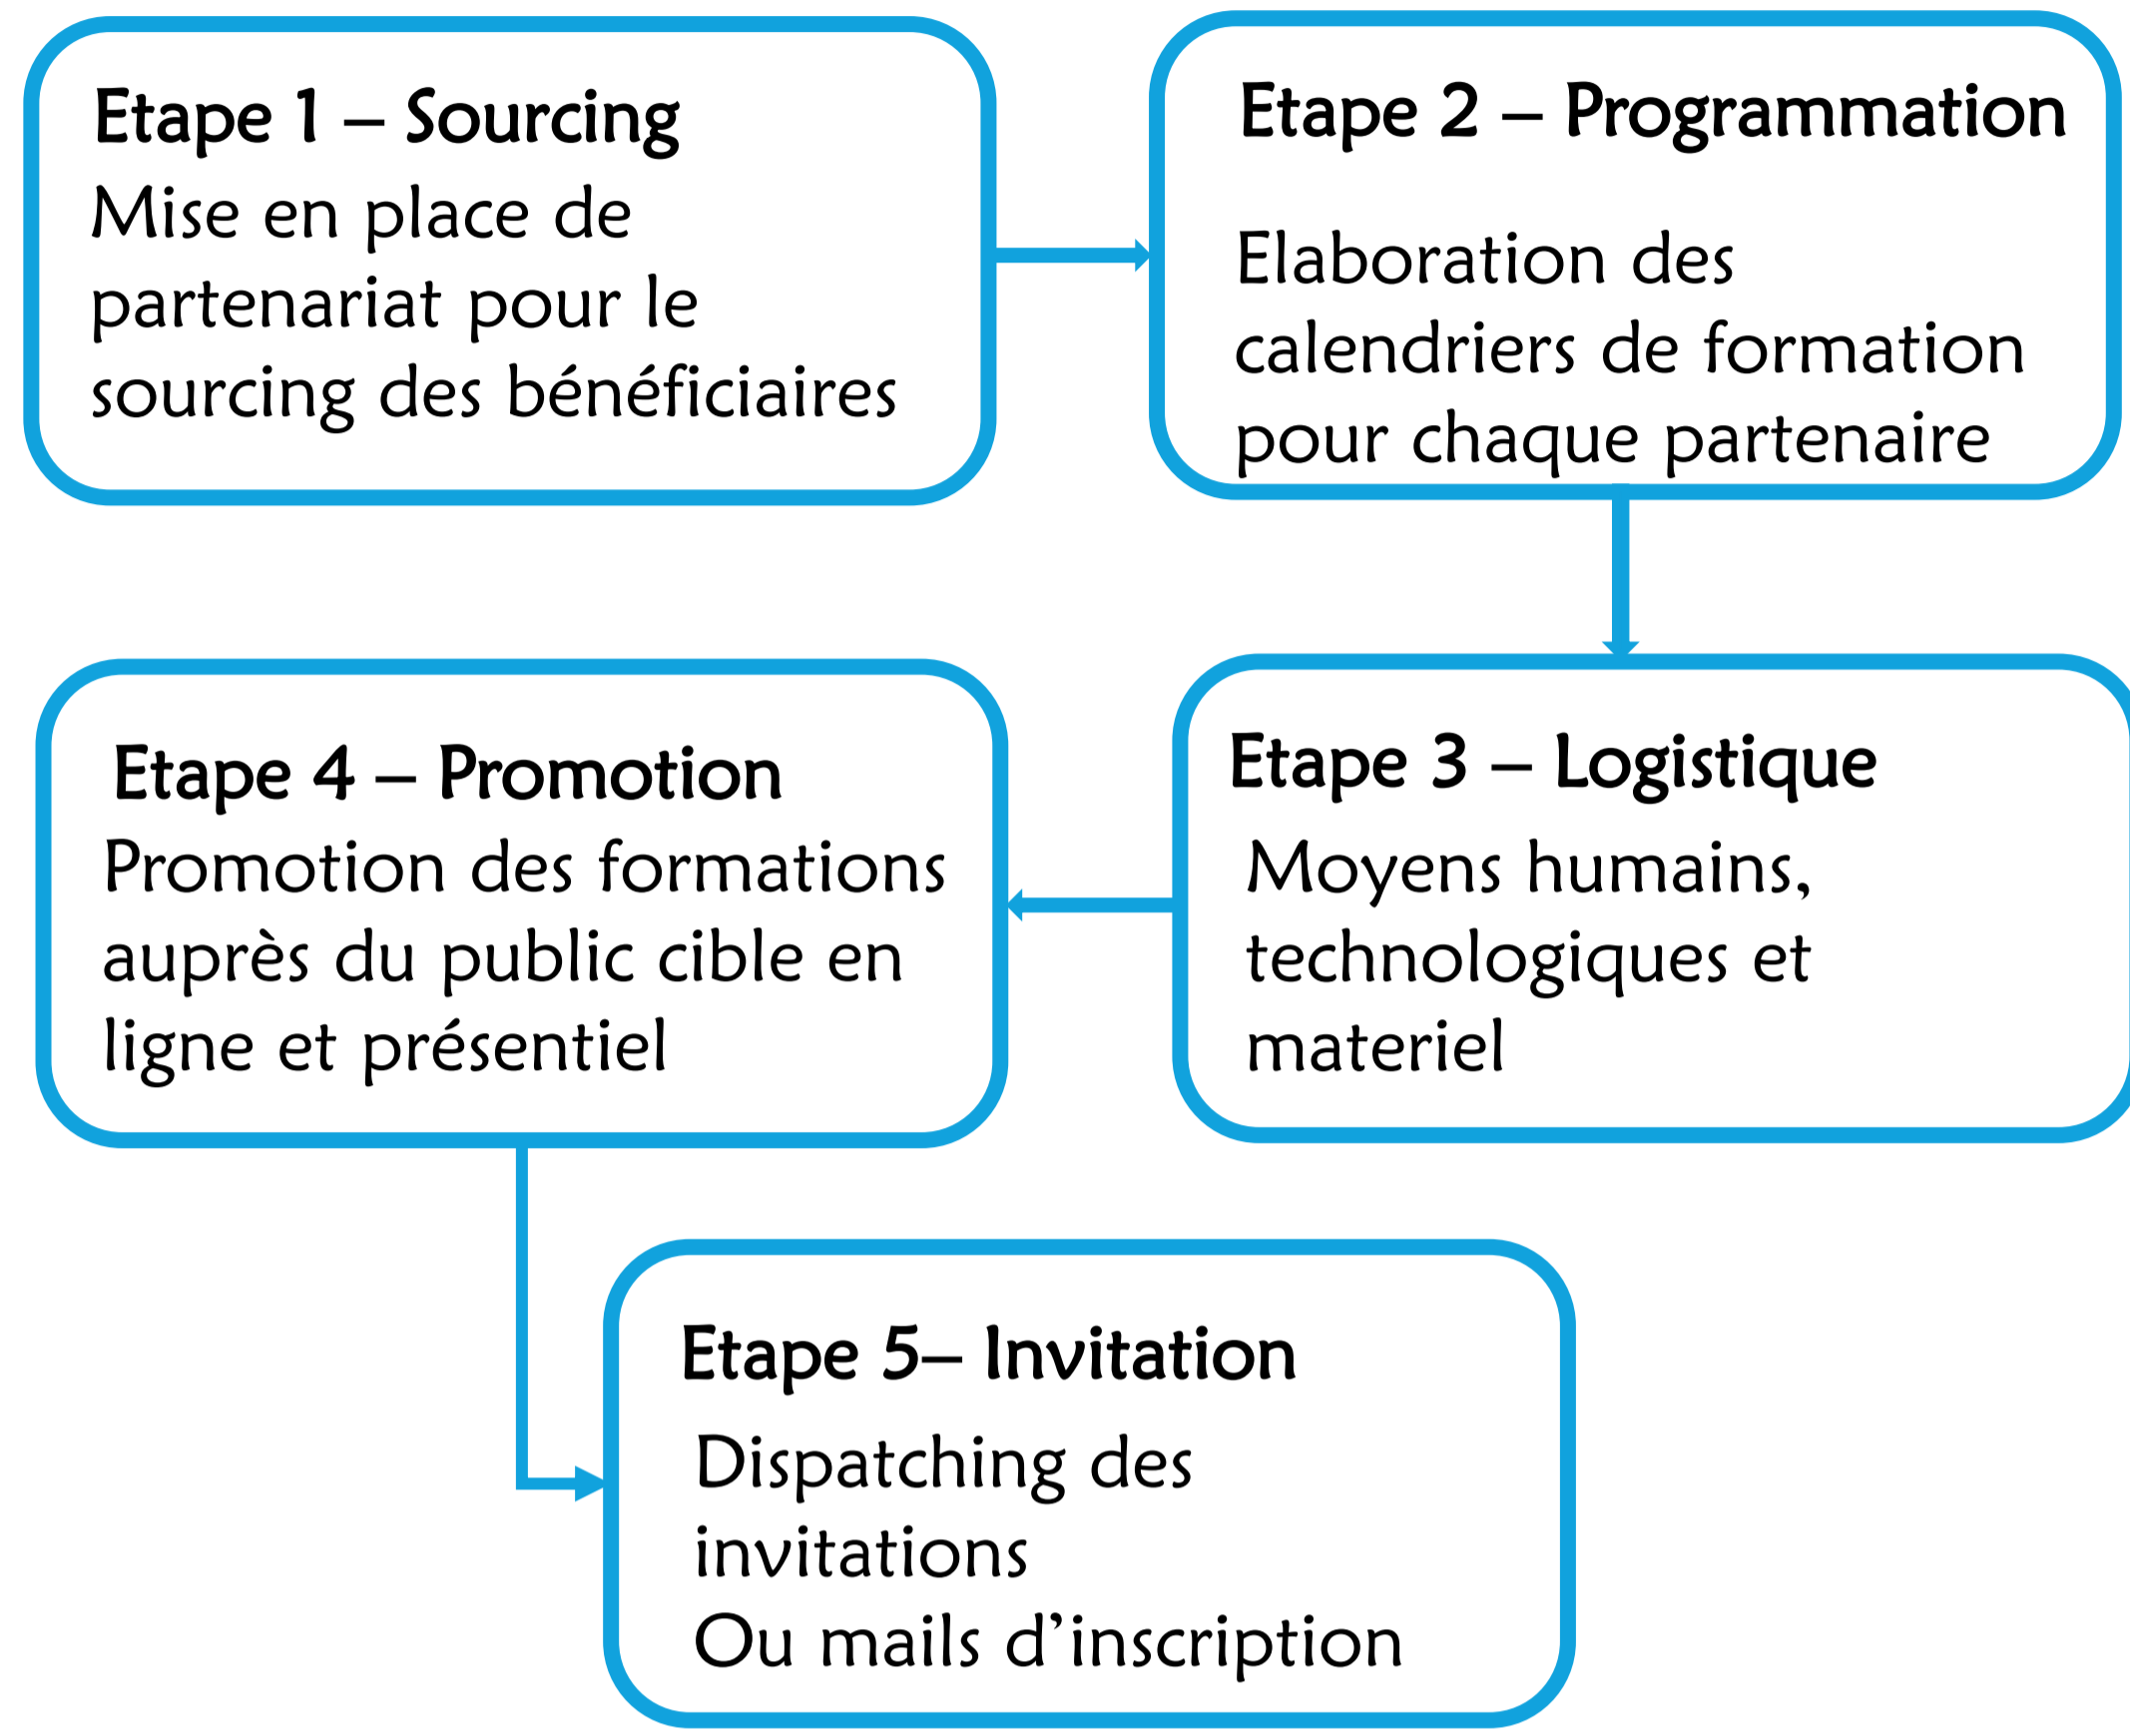 Etape 1 – Sourcing
Mise en place de
partenariat pour le
sourcing des bénéficiaires
Etape 2 – Programmation
Elaboration des
calendriers de formation
pour chaque partenaire
Etape 3 – Logistique
Moyens humains,
technologiques et
materiel
Etape 4 – Promotion
Promotion des formations
auprès du public cible en
ligne et présentiel
Etape 5– Invitation
Dispatching des
invitations
Ou mails d’inscription